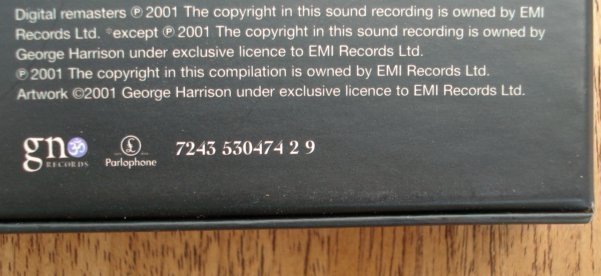 Digital remasters ℗ 2001 The copyright in this sound recording is owned by EMI
Records Ltd. *except ℗ 2001 The copyright in this sound recording is owned by
George Harrison under exclusive licence to EMI Records Ltd.
℗ 2001 The copyright in this compilation is owned by EMI Records Ltd.
Artwork ©2001 George Harrison under exclusive licence to EMI Records Ltd.
gn ॐ
RECORDS
£
Parlophone
7243 530474 2 9